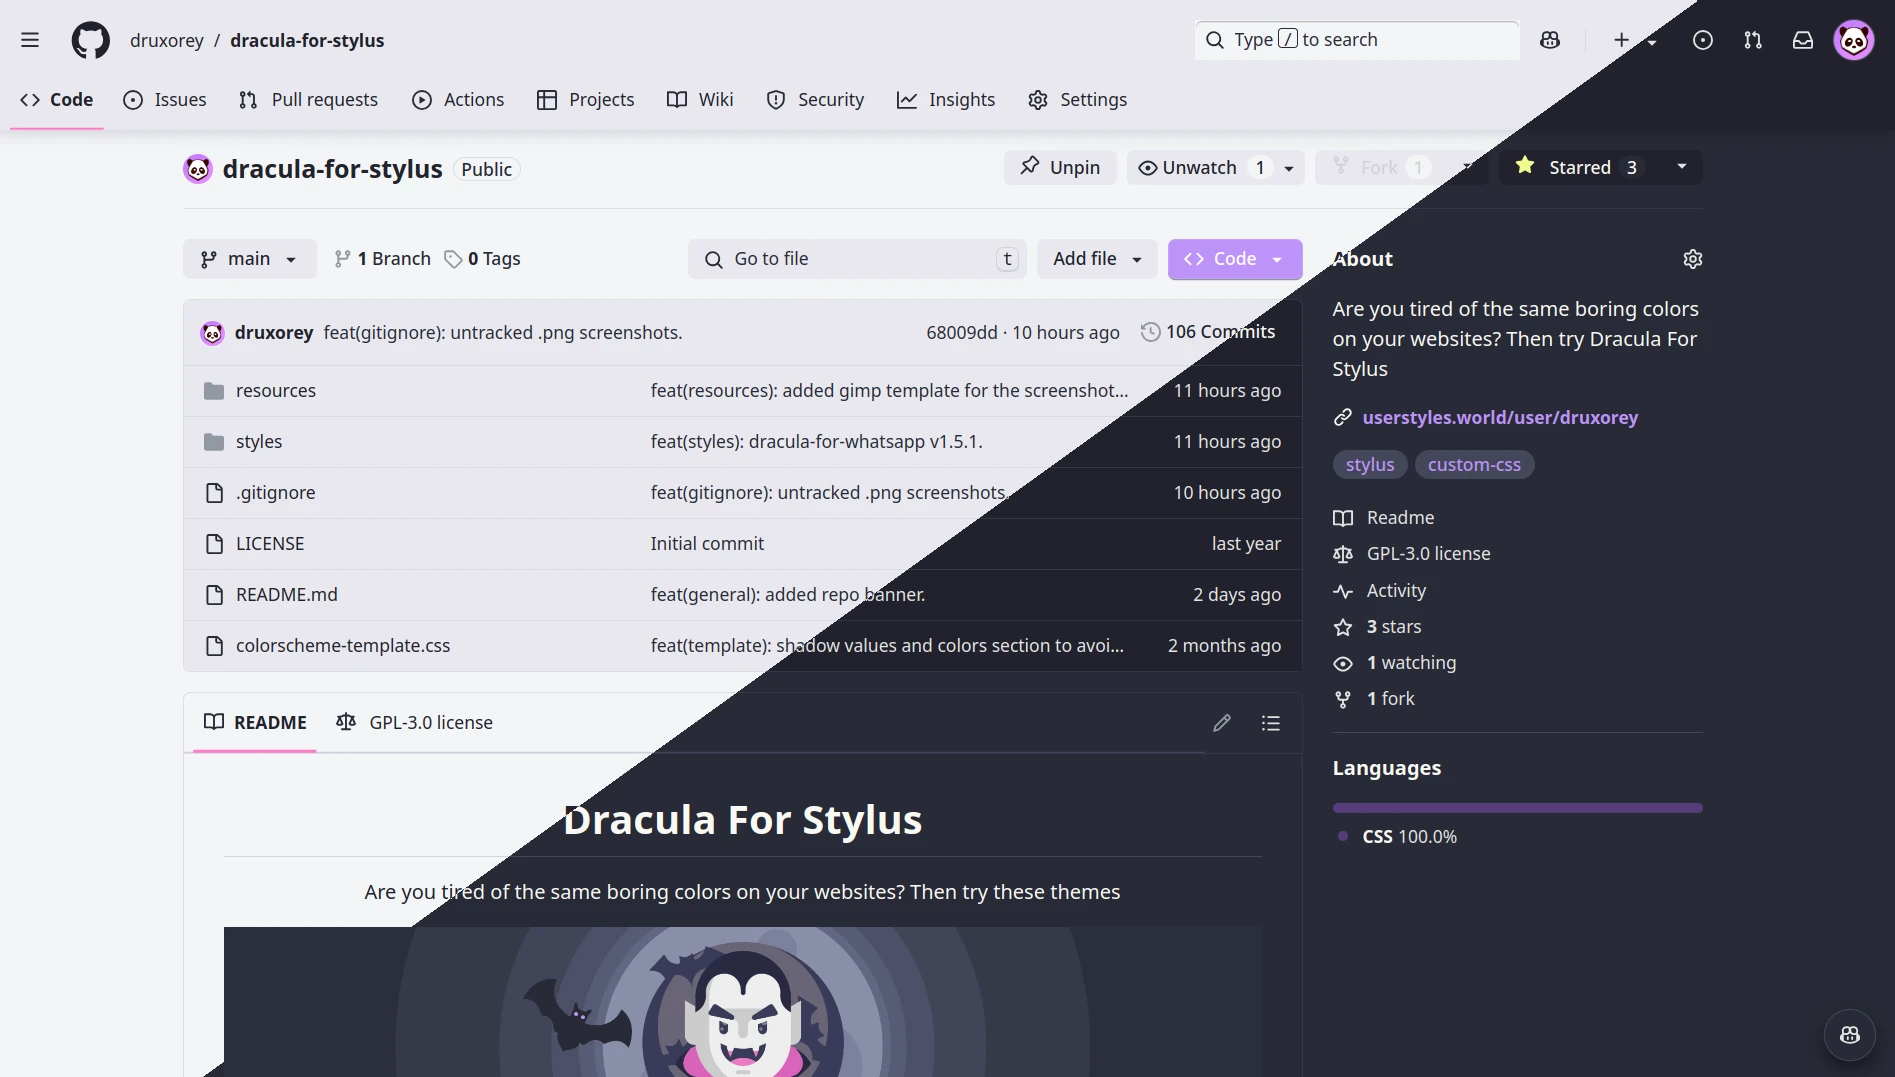 druxorey / dracula-for-stylus
Type / to search
Code Issues Pull requests Actions Projects Wiki Security Insights Settings
dracula-for-stylus Public
Unpin Unwatch 1 Fork 1 Starred 3
main 1 Branch 0 Tags Go to file t Add file Code
druxorey feat(gitignore): untracked .png screenshots. 68009dd · 10 hours ago 106 Commits
resources feat(resources): added gimp template for the screenshot... 11 hours ago
styles feat(styles): dracula-for-whatsapp v1.5.1. 11 hours ago
.gitignore feat(gitignore): untracked .png screenshots. 10 hours ago
LICENSE Initial commit last year
README.md feat(general): added repo banner. 2 days ago
colorscheme-template.css feat(template): shadow values and colors section to avoi... 2 months ago
README GPL-3.0 license
Dracula For Stylus
Are you tired of the same boring colors on your websites? Then try these themes
About
Are you tired of the same boring colors
on your websites? Then try Dracula For
Stylus
userstyles.world/user/druxorey
stylus custom-css
Readme
GPL-3.0 license
Activity
3 stars
1 watching
1 fork
Languages
CSS 100.0%